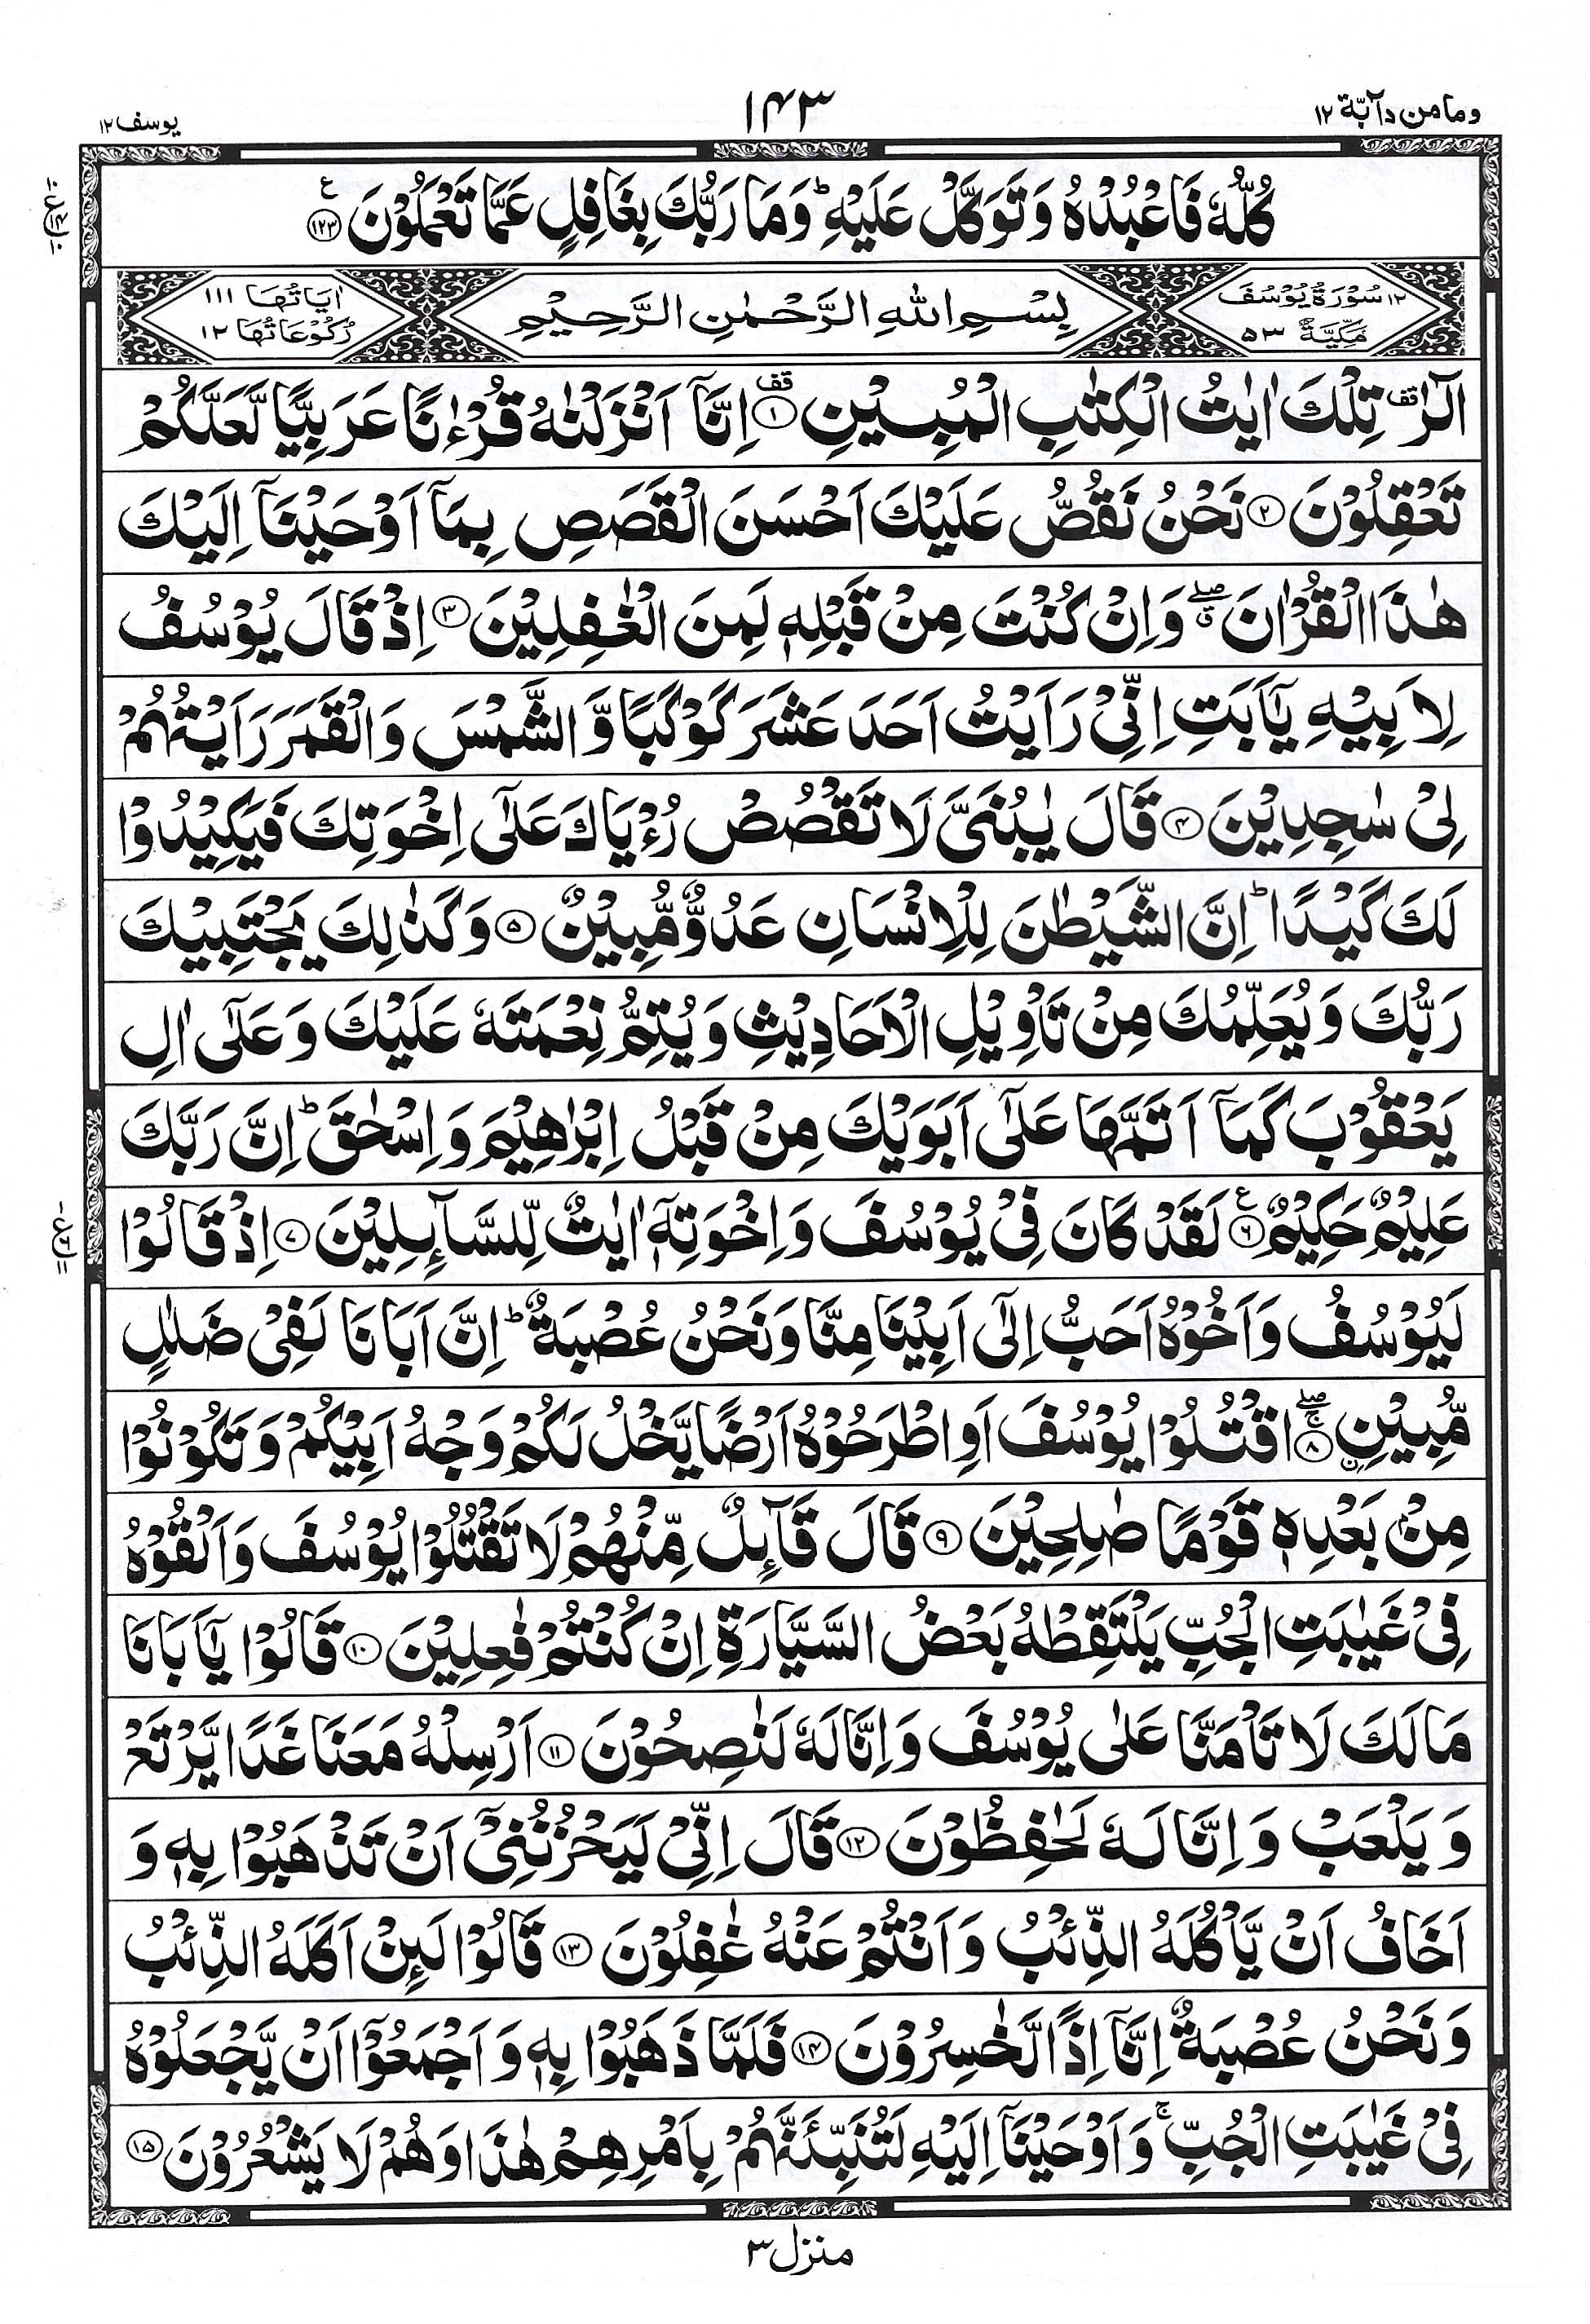 وما من دآبّة ١٢
١٤٣
يوسف ١٢
كُلُّهٗ فَاعْبُدْهُ وَتَوَكَّلْ عَلَيْهِ ؕ وَمَا رَبُّكَ بِغَافِلٍ عَمَّا تَعْمَلُوْنَ ع ﴿١٢٣﴾
١٢ سُوْرَةُ يُوْسُفَ مَكِّيَّةٌ ٥٣
بِسْمِ اللّٰهِ الرَّحْمٰنِ الرَّحِيْمِ
اٰيَاتُهَا ١١١ رُكُوْعَاتُهَا ١٢
الٓرٰ قف تِلْكَ اٰيٰتُ الْكِتٰبِ الْمُبِيْنِ ﴿١﴾ قف اِنَّاۤ اَنْزَلْنٰهُ قُرْءٰنًا عَرَبِيًّا لَّعَلَّكُمْ
تَعْقِلُوْنَ ﴿٢﴾ نَحْنُ نَقُصُّ عَلَيْكَ اَحْسَنَ الْقَصَصِ بِمَاۤ اَوْحَيْنَاۤ اِلَيْكَ
هٰذَا الْقُرْاٰنَ ۖ وَاِنْ كُنْتَ مِنْ قَبْلِهٖ لَمِنَ الْغٰفِلِيْنَ ﴿٣﴾ اِذْ قَالَ يُوْسُفُ
لِاَبِيْهِ يٰۤاَبَتِ اِنِّىْ رَاَيْتُ اَحَدَ عَشَرَ كَوْكَبًا وَّالشَّمْسَ وَالْقَمَرَ رَاَيْتُهُمْ
لِىْ سٰجِدِيْنَ ﴿٤﴾ قَالَ يٰبُنَىَّ لَا تَقْصُصْ رُءْيَاكَ عَلٰٓى اِخْوَتِكَ فَيَكِيْدُوْا
لَكَ كَيْدًا ؕ اِنَّ الشَّيْطٰنَ لِلْاِنْسَانِ عَدُوٌّ مُّبِيْنٌ ﴿٥﴾ وَكَذٰلِكَ يَجْتَبِيْكَ
رَبُّكَ وَيُعَلِّمُكَ مِنْ تَاْوِيْلِ الْاَحَادِيْثِ وَيُتِمُّ نِعْمَتَهٗ عَلَيْكَ وَعَلٰٓى اٰلِ
يَعْقُوْبَ كَمَاۤ اَتَمَّهَا عَلٰٓى اَبَوَيْكَ مِنْ قَبْلُ اِبْرٰهِيْمَ وَاِسْحٰقَ ؕ اِنَّ رَبَّكَ
عَلِيْمٌ حَكِيْمٌ ع ﴿٦﴾ لَقَدْ كَانَ فِىْ يُوْسُفَ وَاِخْوَتِهٖۤ اٰيٰتٌ لِّلسَّآئِلِيْنَ ﴿٧﴾ اِذْ قَالُوْا
لَيُوْسُفُ وَاَخُوْهُ اَحَبُّ اِلٰٓى اَبِيْنَا مِنَّا وَنَحْنُ عُصْبَةٌ ؕ اِنَّ اَبَانَا لَفِىْ ضَلٰلٍ
مُّبِيْنِ ﴿٨﴾ ۖۚ اقْتُلُوْا يُوْسُفَ اَوِ اطْرَحُوْهُ اَرْضًا يَّخْلُ لَكُمْ وَجْهُ اَبِيْكُمْ وَتَكُوْنُوْا
مِنْۢ بَعْدِهٖ قَوْمًا صٰلِحِيْنَ ﴿٩﴾ قَالَ قَآئِلٌ مِّنْهُمْ لَا تَقْتُلُوْا يُوْسُفَ وَاَلْقُوْهُ
فِىْ غَيٰبَتِ الْجُبِّ يَلْتَقِطْهُ بَعْضُ السَّيَّارَةِ اِنْ كُنْتُمْ فٰعِلِيْنَ ﴿١٠﴾ قَالُوْا يٰۤاَبَانَا
مَا لَكَ لَا تَاْمَنَّا عَلٰى يُوْسُفَ وَاِنَّا لَهٗ لَنٰصِحُوْنَ ﴿١١﴾ اَرْسِلْهُ مَعَنَا غَدًا يَّرْتَعْ
وَيَلْعَبْ وَاِنَّا لَهٗ لَحٰفِظُوْنَ ﴿١٢﴾ قَالَ اِنِّىْ لَيَحْزُنُنِىْۤ اَنْ تَذْهَبُوْا بِهٖ وَ
اَخَافُ اَنْ يَّاْكُلَهُ الذِّئْبُ وَاَنْتُمْ عَنْهُ غٰفِلُوْنَ ﴿١٣﴾ قَالُوْا لَئِنْ اَكَلَهُ الذِّئْبُ
وَنَحْنُ عُصْبَةٌ اِنَّاۤ اِذًا لَّخٰسِرُوْنَ ﴿١٤﴾ فَلَمَّا ذَهَبُوْا بِهٖ وَاَجْمَعُوْۤا اَنْ يَّجْعَلُوْهُ
فِىْ غَيٰبَتِ الْجُبِّ ۚ وَاَوْحَيْنَاۤ اِلَيْهِ لَتُنَبِّئَنَّهُمْ بِاَمْرِهِمْ هٰذَا وَهُمْ لَا يَشْعُرُوْنَ ﴿١٥﴾
منزل ٣